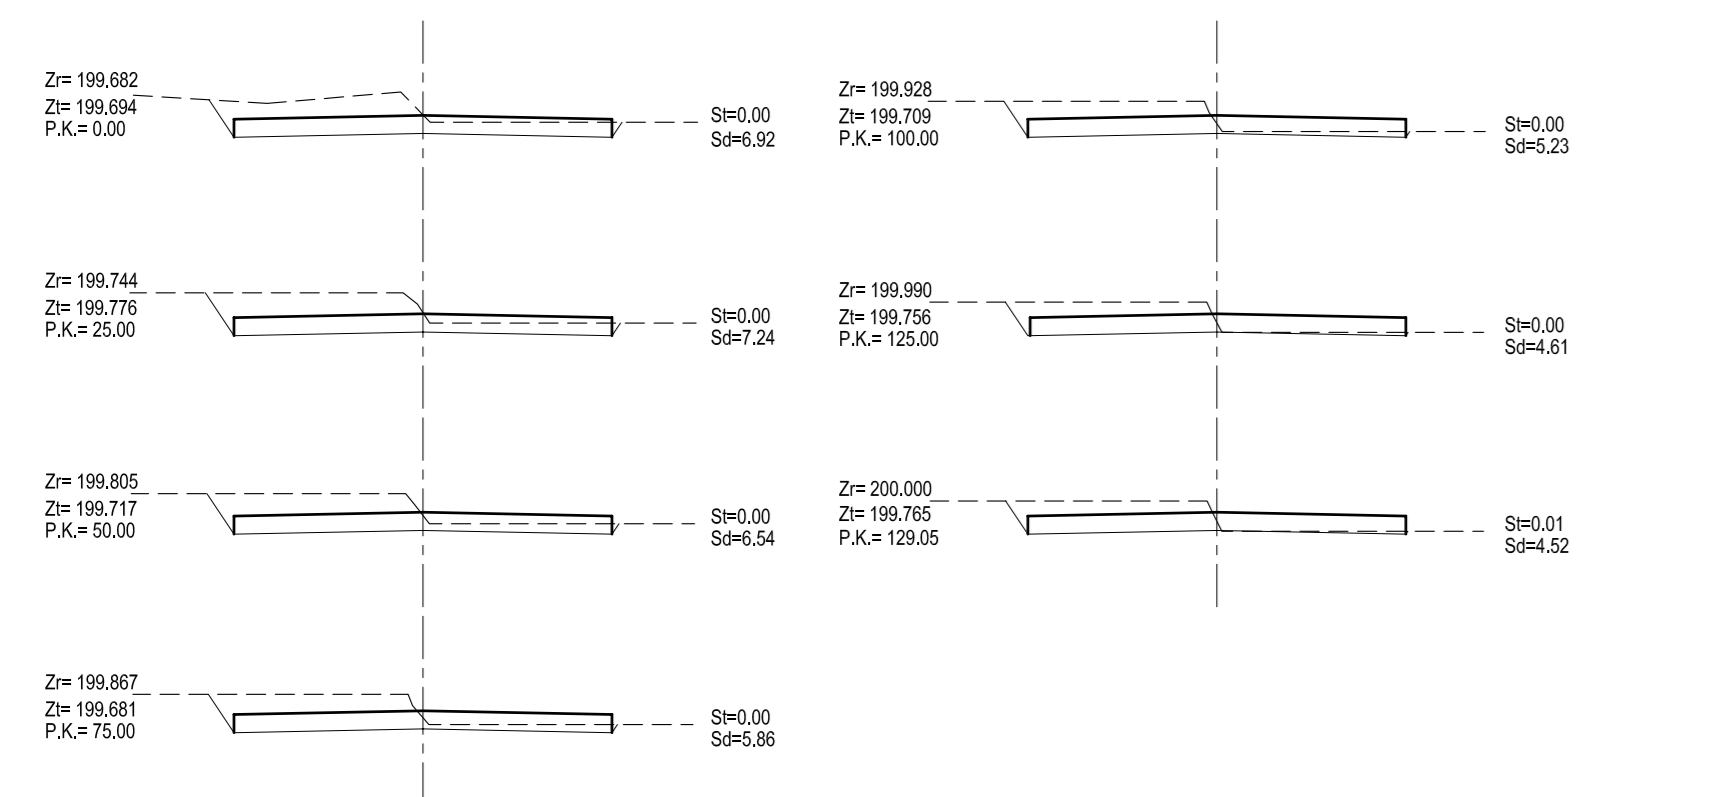 Zr= 199.682
Zt= 199.694
P.K.= 0.00
St=0.00
Sd=6.92
Zr= 199.744
Zt= 199.776
P.K.= 25.00
St=0.00
Sd=7.24
Zr= 199.805
Zt= 199.717
P.K.= 50.00
St=0.00
Sd=6.54
Zr= 199.867
Zt= 199.681
P.K.= 75.00
St=0.00
Sd=5.86
Zr= 199.928
Zt= 199.709
P.K.= 100.00
St=0.00
Sd=5.23
Zr= 199.990
Zt= 199.756
P.K.= 125.00
St=0.00
Sd=4.61
Zr= 200.000
Zt= 199.765
P.K.= 129.05
St=0.01
Sd=4.52